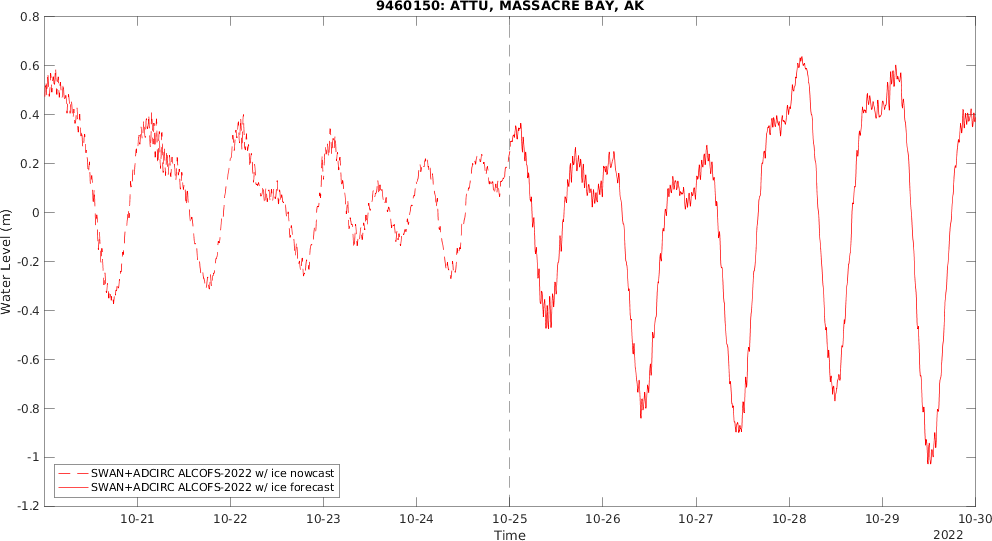 9460150: ATTU, MASSACRE BAY, AK
0.8
0.6
0.4
0.2
0
-0.2
-0.4
-0.6
-0.8
-1
-1.2
Water Level (m)
SWAN+ADCIRC ALCOFS-2022 w/ ice nowcast
SWAN+ADCIRC ALCOFS-2022 w/ ice forecast
10-21 10-22 10-23 10-24 10-25 10-26 10-27 10-28 10-29 10-30
Time
2022